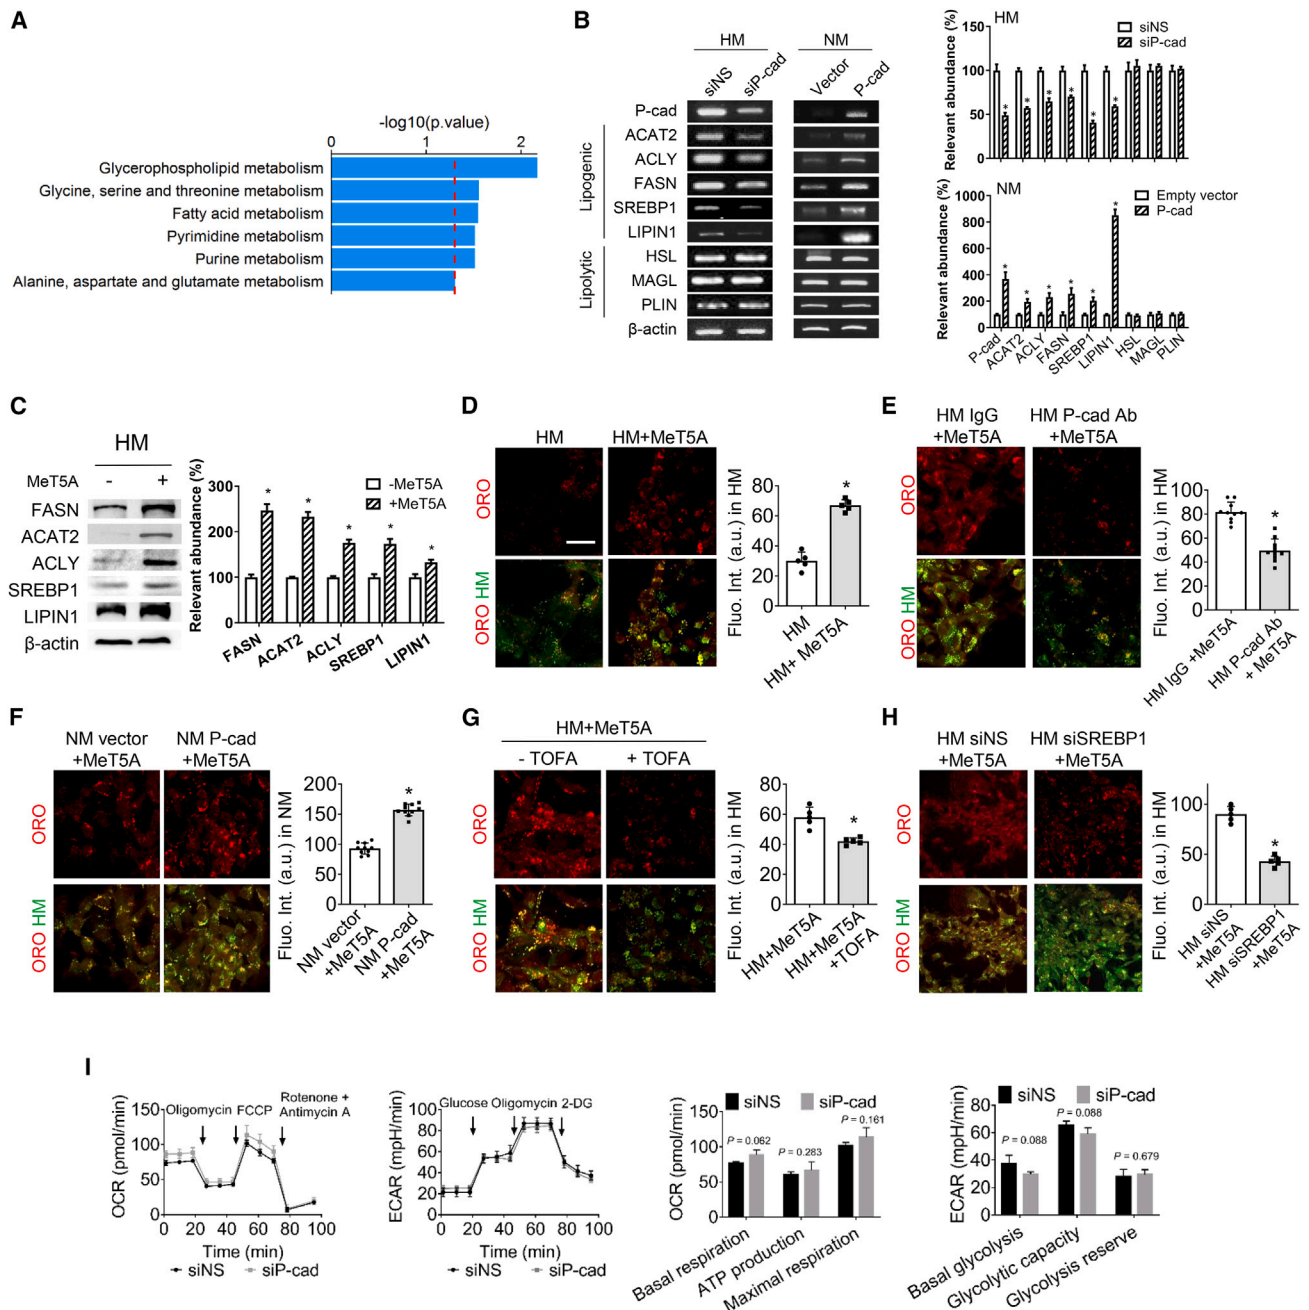 A
-log10(p.value)
0 1 2
Glycerophospholipid metabolism
Glycine, serine and threonine metabolism
Fatty acid metabolism
Pyrimidine metabolism
Purine metabolism
Alanine, aspartate and glutamate metabolism
B
HM NM
siNS siP-cad Vector P-cad
P-cad
Lipogenic
ACAT2
ACLY
FASN
SREBP1
LIPIN1
Lipolytic
HSL
MAGL
PLIN
β-actin
HM
siNS
siP-cad
Relevant abundance (%)
150
100
50
0
NM
Empty vector
P-cad
Relevant abundance (%)
1000
800
600
400
200
0
* * * * * *
* * * * * *
P-cad ACAT2 ACLY FASN SREBP1 LIPIN1 HSL MAGL PLIN
C
HM
MeT5A - +
FASN
ACAT2
ACLY
SREBP1
LIPIN1
β-actin
-MeT5A
+MeT5A
Relevant abundance (%)
300
200
100
0
* * * * *
FASN ACAT2 ACLY SREBP1 LIPIN1
D
HM HM+MeT5A
ORO
ORO HM
Fluo. Int. (a.u.) in HM
80
60
40
20
0
*
HM
HM+ MeT5A
E
HM IgG +MeT5A
HM P-cad Ab +MeT5A
ORO
ORO HM
Fluo. Int. (a.u.) in HM
100
80
60
40
20
0
*
HM IgG +MeT5A
HM P-cad Ab
+ MeT5A
F
NM vector +MeT5A
NM P-cad +MeT5A
ORO
ORO HM
Fluo. Int. (a.u.) in NM
200
150
100
50
0
*
NM vector
+MeT5A
NM P-cad
+MeT5A
G
HM+MeT5A
- TOFA + TOFA
ORO
ORO HM
Fluo. Int. (a.u.) in HM
80
60
40
20
0
*
HM+MeT5A
HM+MeT5A
+TOFA
H
HM siNS +MeT5A
HM siSREBP1 +MeT5A
ORO
ORO HM
Fluo. Int. (a.u.) in HM
100
50
0
*
HM siNS
+MeT5A
HM siSREBP1
+MeT5A
I
OCR (pmol/min)
150
100
50
0
Oligomycin FCCP Rotenone +
Antimycin A
0 20 40 60 80 100
Time (min)
siNS siP-cad
ECAR (mpH/min)
100
80
60
40
20
0
Glucose Oligomycin 2-DG
0 20 40 60 80 100
Time (min)
siNS siP-cad
siNS siP-cad
OCR (pmol/min)
150
100
50
0
P = 0.062
P = 0.283
P = 0.161
Basal respiration
ATP production
Maximal respiration
siNS siP-cad
ECAR (mpH/min)
80
60
40
20
0
P = 0.088
P = 0.088
P = 0.679
Basal glycolysis
Glycolytic capacity
Glycolysis reserve